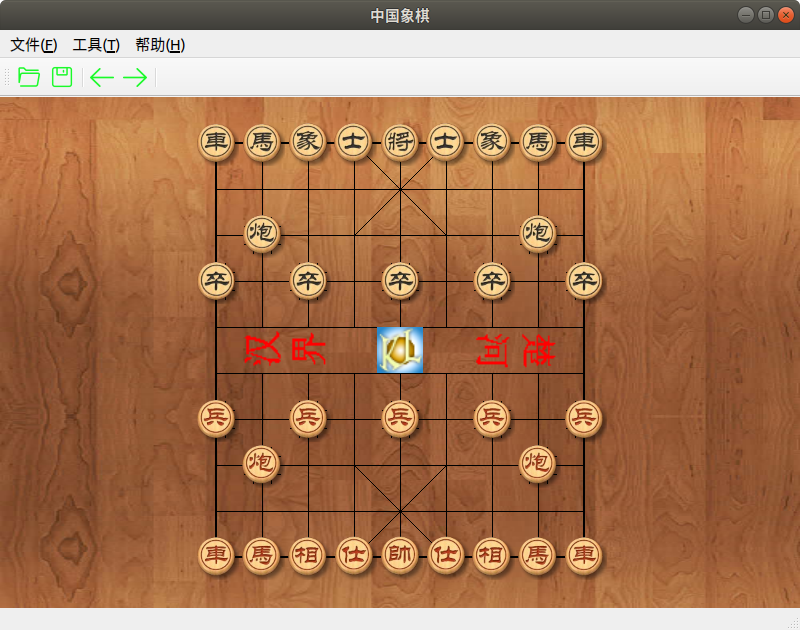 中国象棋
文件(F) 工具(T) 帮助(H)
車 馬 象 士 将 士 象 馬 車
炮 炮
卒 卒 卒 卒 卒
汉 界 KL 河 楚
兵 兵 兵 兵 兵
炮 炮
車 馬 相 仕 帥 仕 相 馬 車